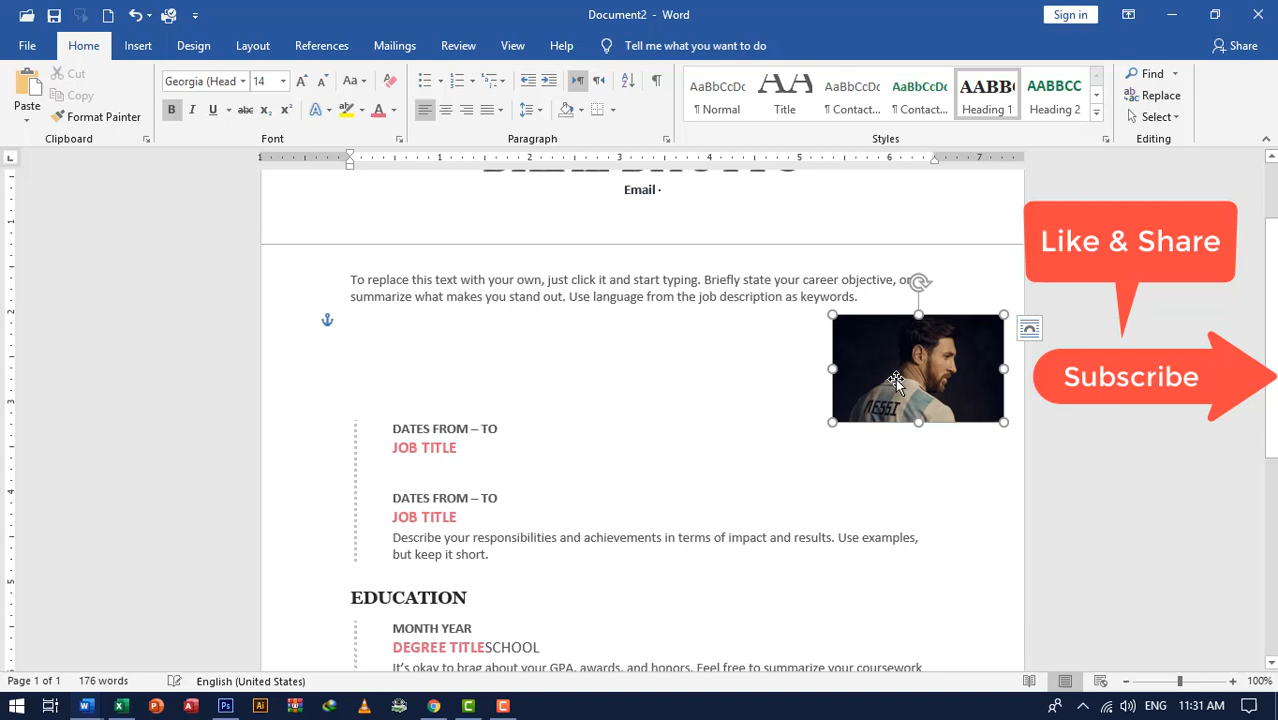 Document2 - Word
Sign in
File Home Insert Design Layout References Mailings Review View Help Tell me what you want to do Share
Paste
Cut
Copy
Format Painter
Clipboard
Georgia (Head 14
Font
Paragraph
AaBbCcDc AA AaBbCcDc AaBbCcDc AABBC AABBCC
¶ Normal Title ¶ Contact... ¶ Contact... Heading 1 Heading 2
Styles
Find
Replace
Select
Editing
Email ·
To replace this text with your own, just click it and start typing. Briefly state your career objective, or
summarize what makes you stand out. Use language from the job description as keywords.
MESSI
Like & Share
Subscribe
DATES FROM – TO
JOB TITLE
DATES FROM – TO
JOB TITLE
Describe your responsibilities and achievements in terms of impact and results. Use examples,
but keep it short.
EDUCATION
MONTH YEAR
DEGREE TITLESCHOOL
It's okay to brag about your GPA, awards, and honors. Feel free to summarize your coursework
Page 1 of 1 176 words English (United States) 100%
ENG 11:31 AM